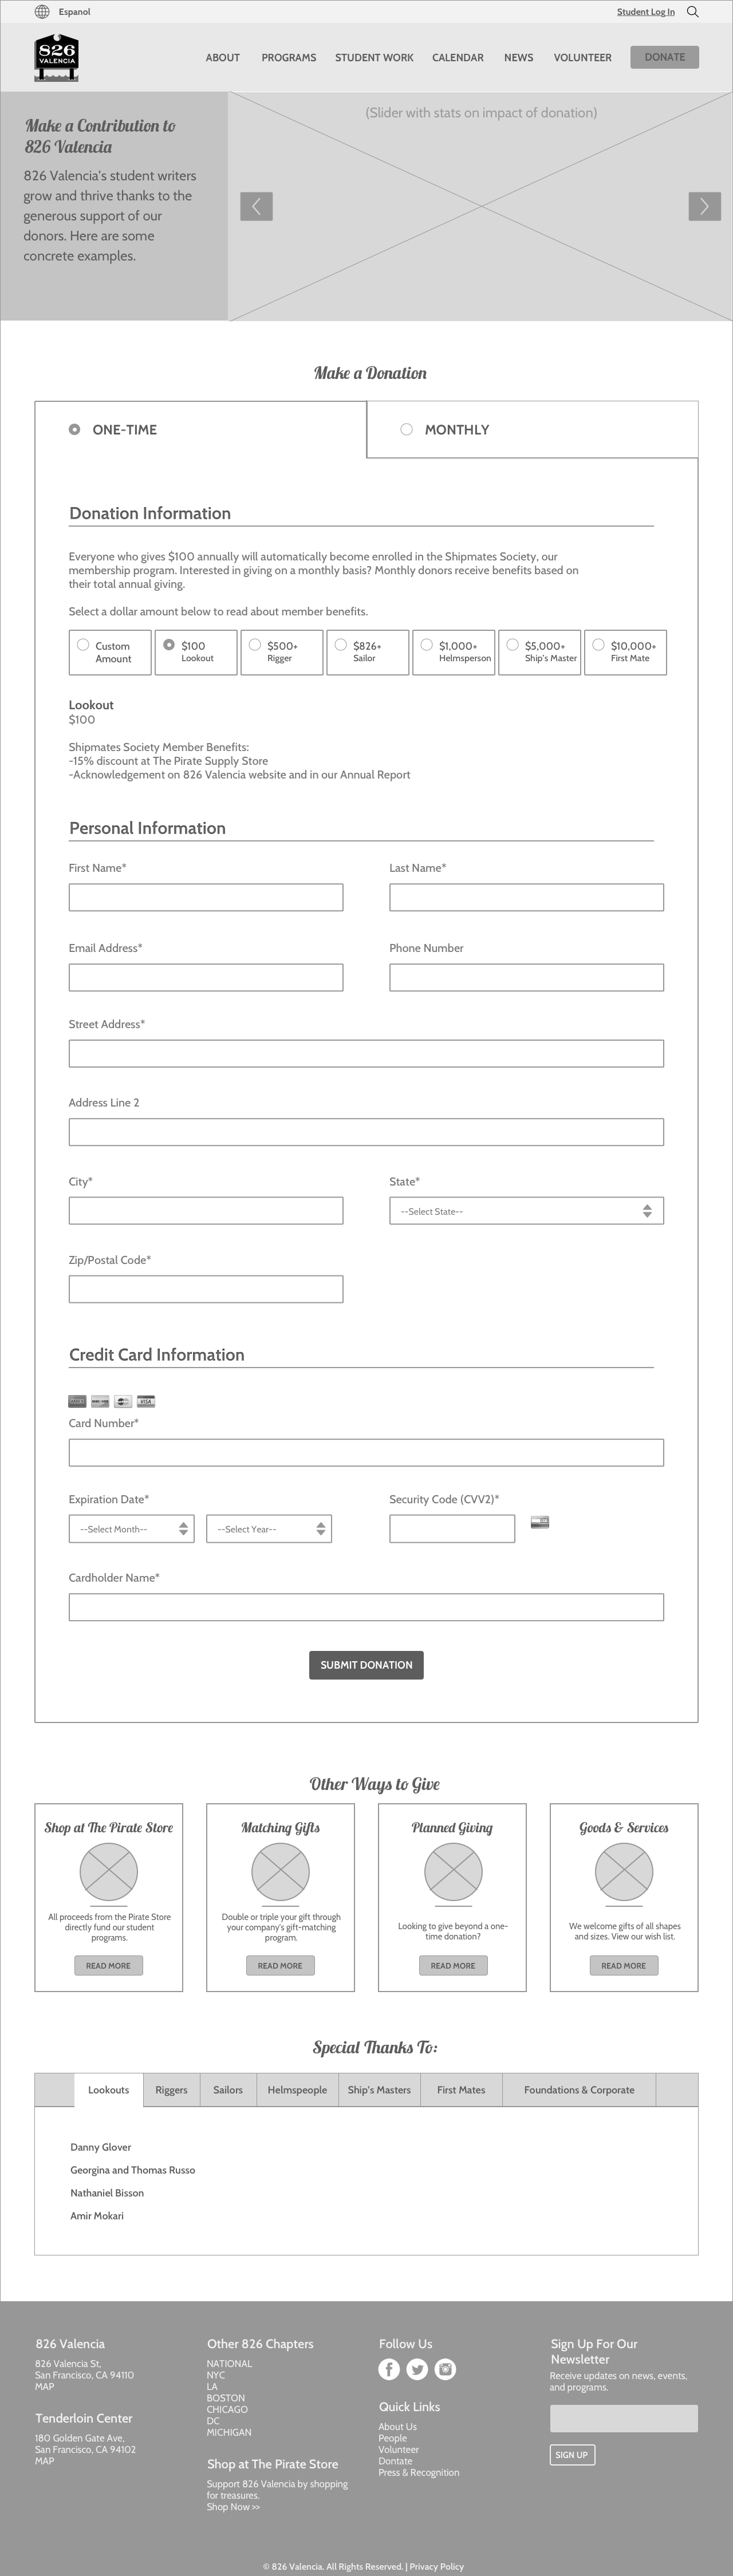 Espanol
Student Log In
826
VALENCIA
ABOUT PROGRAMS STUDENT WORK CALENDAR NEWS VOLUNTEER DONATE
Make a Contribution to
826 Valencia
826 Valencia's student writers
grow and thrive thanks to the
generous support of our
donors. Here are some
concrete examples.
(Slider with stats on impact of donation)
Make a Donation
ONE-TIME
MONTHLY
Donation Information
Everyone who gives $100 annually will automatically become enrolled in the Shipmates Society, our
membership program. Interested in giving on a monthly basis? Monthly donors receive benefits based on
their total annual giving.
Select a dollar amount below to read about member benefits.
Custom
Amount
$100
Lookout
$500+
Rigger
$826+
Sailor
$1,000+
Helmsperson
$5,000+
Ship's Master
$10,000+
First Mate
Lookout
$100
Shipmates Society Member Benefits:
-15% discount at The Pirate Supply Store
-Acknowledgement on 826 Valencia website and in our Annual Report
Personal Information
First Name*
Last Name*
Email Address*
Phone Number
Street Address*
Address Line 2
City*
State*
--Select State--
Zip/Postal Code*
Credit Card Information
VISA
Card Number*
Expiration Date*
Security Code (CVV2)*
--Select Month--
--Select Year--
Cardholder Name*
SUBMIT DONATION
Other Ways to Give
Shop at The Pirate Store
All proceeds from the Pirate Store
directly fund our student
programs.
READ MORE
Matching Gifts
Double or triple your gift through
your company's gift-matching
program.
READ MORE
Planned Giving
Looking to give beyond a one-
time donation?
READ MORE
Goods & Services
We welcome gifts of all shapes
and sizes. View our wish list.
READ MORE
Special Thanks To:
Lookouts Riggers Sailors Helmspeople Ship's Masters First Mates Foundations & Corporate
Danny Glover
Georgina and Thomas Russo
Nathaniel Bisson
Amir Mokari
826 Valencia
826 Valencia St,
San Francisco, CA 94110
MAP
Tenderloin Center
180 Golden Gate Ave,
San Francisco, CA 94102
MAP
Other 826 Chapters
NATIONAL
NYC
LA
BOSTON
CHICAGO
DC
MICHIGAN
Shop at The Pirate Store
Support 826 Valencia by shopping
for treasures.
Shop Now >>
Follow Us
Quick Links
About Us
People
Volunteer
Dontate
Press & Recognition
Sign Up For Our
Newsletter
Receive updates on news, events,
and programs.
SIGN UP
© 826 Valencia. All Rights Reserved. | Privacy Policy